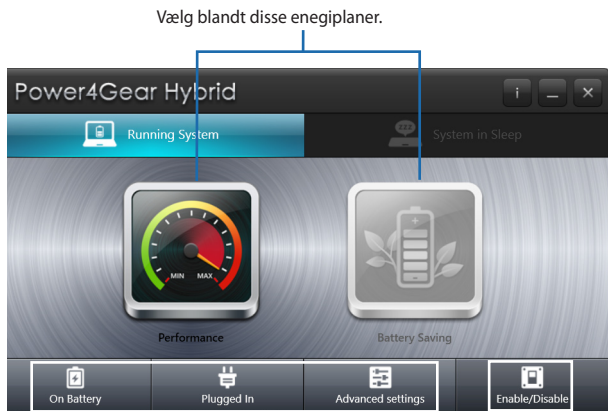 Vælg blandt disse enegiplaner.
Power4Gear Hybrid
i
Running System
zzz
System in Sleep
MIN MAX
Performance
Battery Saving
On Battery
Plugged In
Advanced settings
Enable/Disable